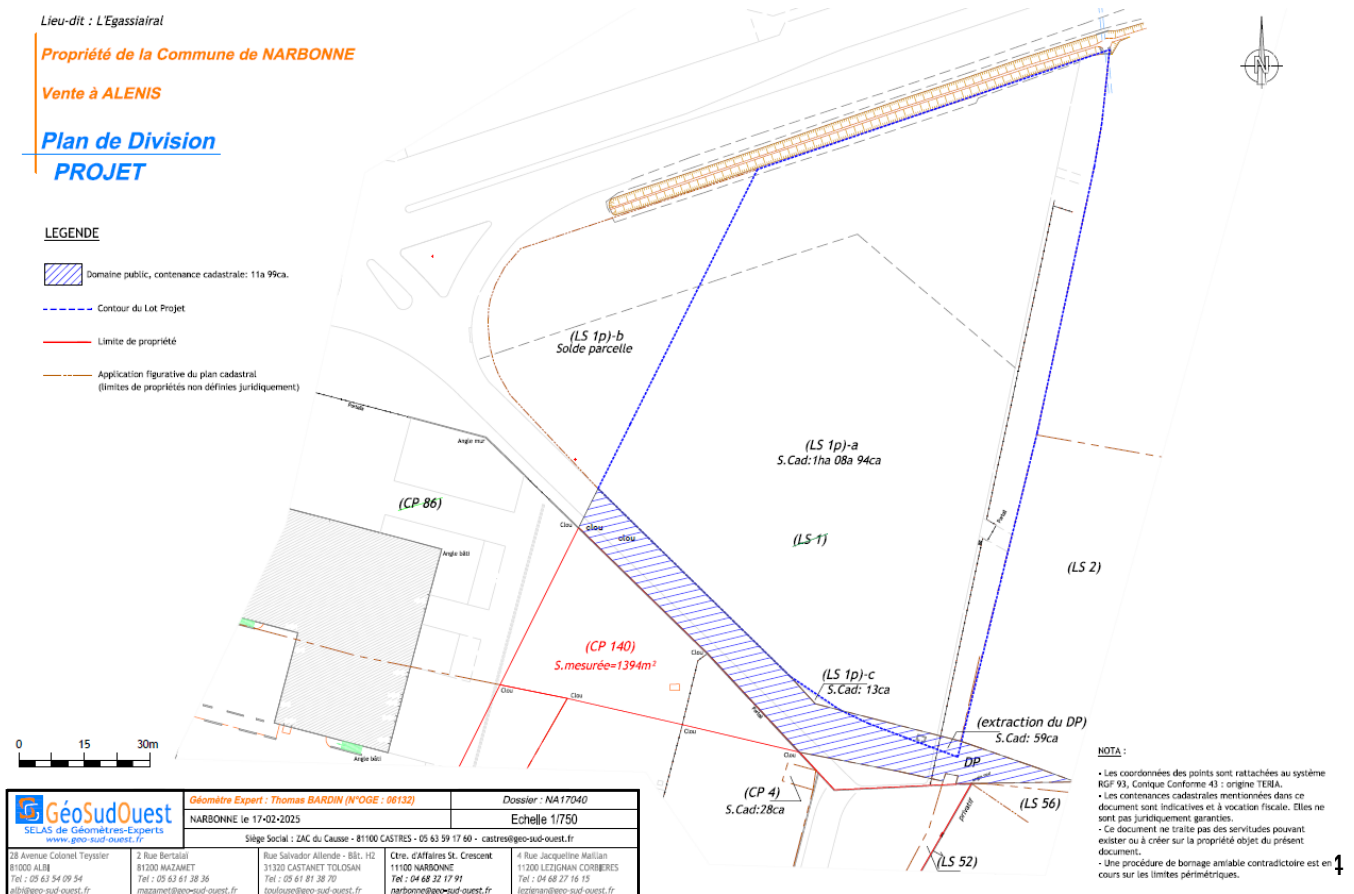 Lieu-dit : L'Egassiairal
Propriété de la Commune de NARBONNE
Vente à ALENIS
Plan de Division
PROJET
N
LEGENDE
Domaine public, contenance cadastrale: 11a 99ca.
Contour du Lot Projet
Limite de propriété
Application figurative du plan cadastral
(limites de propriétés non définies juridiquement)
(LS 1p)-b
Solde parcelle
Angle mur
(LS 1p)-a
S.Cad:1ha 08a 94ca
(CP 86)
Clou
clou
clou
(LS 1)
Portail
Angle bâti
(LS 2)
(CP 140)
S.mesurée=1394m²
Clou
Clou
Clou
(LS 1p)-c
S.Cad: 13ca
Portail
Clou
(extraction du DP)
S.Cad: 59ca
Clou
DP
Angle bâti
(CP 4)
S.Cad:28ca
(LS 56)
privatif
(LS 52)
0 15 30m
NOTA :
- Les coordonnées des points sont rattachées au système
RGF 93, Conique Conforme 43 : origine TERIA.
- Les contenances cadastrales mentionnées dans ce
document sont indicatives et à vocation fiscale. Elles ne
sont pas juridiquement garanties.
- Ce document ne traite pas des servitudes pouvant
exister ou à créer sur la propriété objet du présent
document.
- Une procédure de bornage amiable contradictoire est en
cours sur les limites périmétriques.
1
GéoSudOuest
SELAS de Géomètres-Experts
www.geo-sud-ouest.fr
Géomètre Expert : Thomas BARDIN (N°OGE : 06132)
Dossier : NA17040
NARBONNE le 17-02-2025
Echelle 1/750
Siège Social : ZAC du Causse - 81100 CASTRES - 05 63 59 17 60 - castres@geo-sud-ouest.fr
28 Avenue Colonel Teyssier
81000 ALBI
Tel : 05 63 54 09 54
albi@geo-sud-ouest.fr
2 Rue Bertalaï
81200 MAZAMET
Tel : 05 63 61 38 36
mazamet@geo-sud-ouest.fr
Rue Salvador Allende - Bât. H2
31320 CASTANET TOLOSAN
Tel : 05 61 81 38 70
toulouse@geo-sud-ouest.fr
Ctre. d'Affaires St. Crescent
11100 NARBONNE
Tel : 04 68 32 17 91
narbonne@geo-sud-ouest.fr
4 Rue Jacqueline Maillan
11200 LEZIGNAN CORBIERES
Tel : 04 68 27 16 15
lezignan@geo-sud-ouest.fr